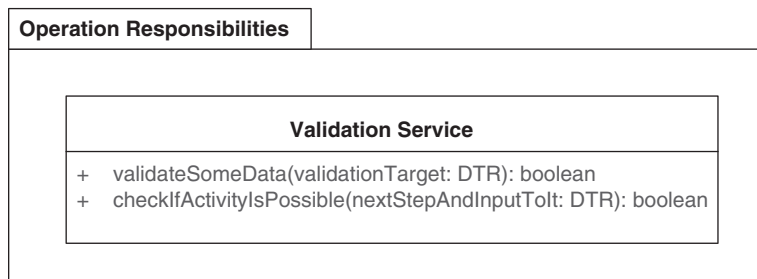 Operation Responsibilities
Validation Service
+ validateSomeData(validationTarget: DTR): boolean
+ checkIfActivityIsPossible(nextStepAndInputToIt: DTR): boolean